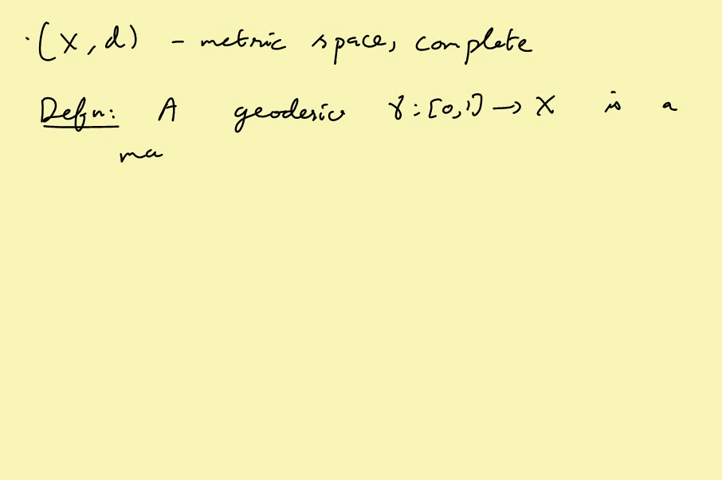 ·(X, d) - metric space, complete
Defn: A geodesic γ: [0,1] → X is a
ma